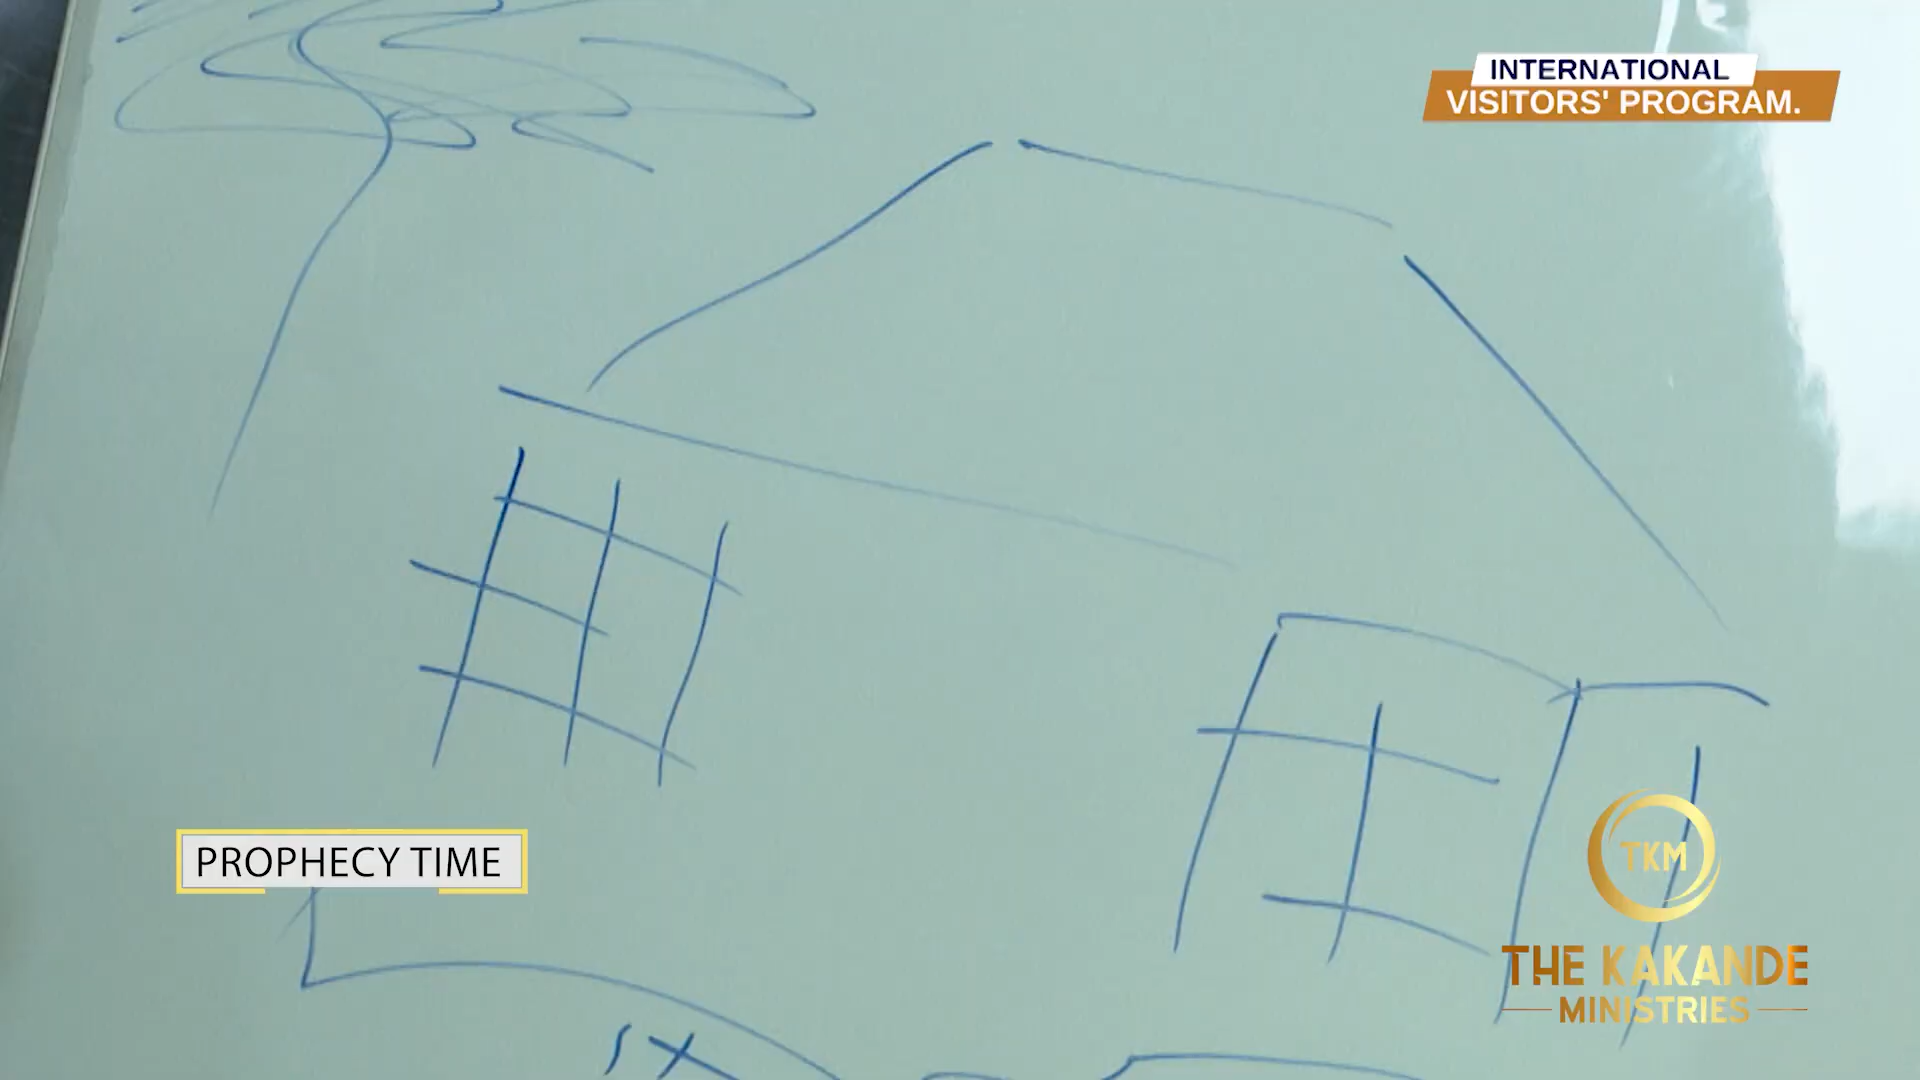 INTERNATIONAL
VISITORS' PROGRAM.
PROPHECY TIME
TKM
THE KAKANDE
MINISTRIES